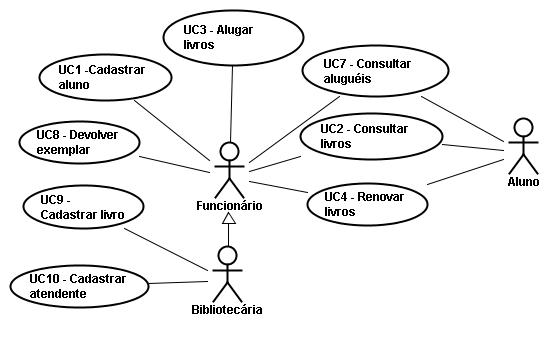 UC3 - Alugar
livros
UC1 -Cadastrar
aluno
UC7 - Consultar
aluguéis
UC8 - Devolver
exemplar
UC2 - Consultar
livros
Aluno
Funcionário
UC4 - Renovar
livros
UC9 -
Cadastrar livro
UC10 - Cadastrar
atendente
Bibliotecária